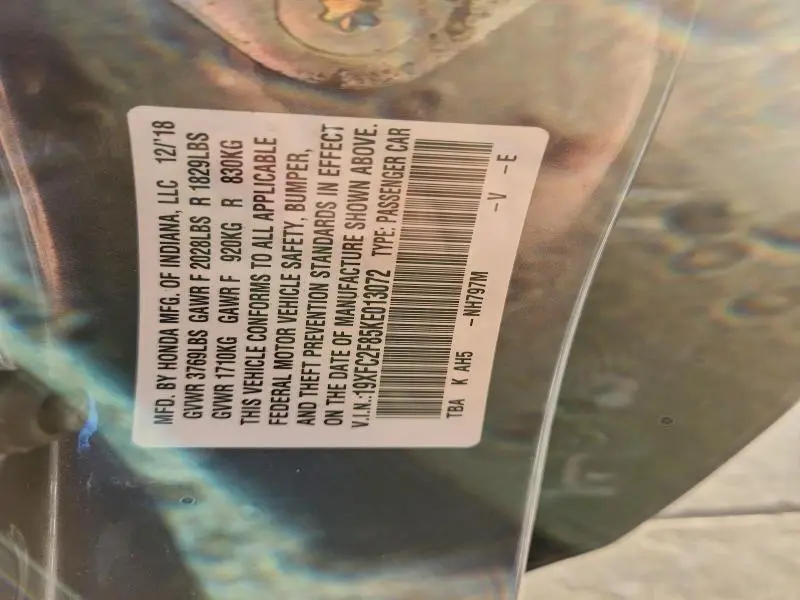 MFD. BY HONDA MFG. OF INDIANA, LLC 12/'18
GVWR 3769LBS GAWR F 2028LBS R 1829LBS
GVWR 1710KG GAWR F 920KG R 830KG
THIS VEHICLE CONFORMS TO ALL APPLICABLE
FEDERAL MOTOR VEHICLE SAFETY, BUMPER,
AND THEFT PREVENTION STANDARDS IN EFFECT
ON THE DATE OF MANUFACTURE SHOWN ABOVE.
V.I.N.:19XFC2F85KE013072 TYPE: PASSENGER CAR
TBA K AH5 -NH797M -V -E